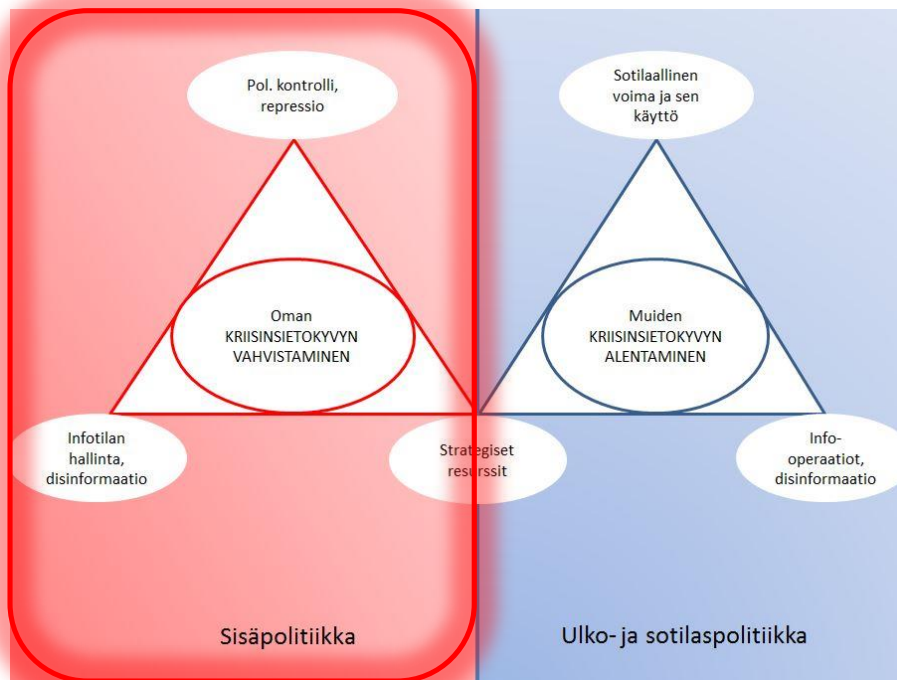 Pol. kontrolli,
repressio
Sotilaallinen
voima ja sen
käyttö
Oman
KRIISINSIETOKYVYN
VAHVISTAMINEN
Muiden
KRIISINSIETOKYVYN
ALENTAMINEN
Infotilan
hallinta,
disinformaatio
Strategiset
resurssit
Info-
operaatiot,
disinformaatio
Sisäpolitiikka
Ulko- ja sotilaspolitiikka